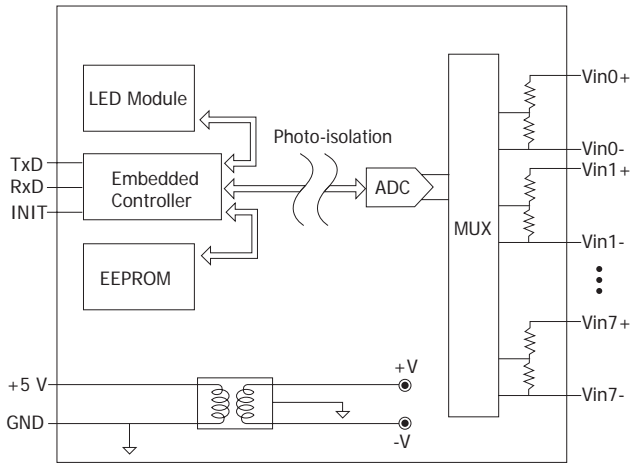 LED Module
Photo-isolation
TxD
RxD
INIT
Embedded
Controller
ADC
MUX
EEPROM
Vin0+
Vin0-
Vin1+
Vin1-
Vin7+
Vin7-
+5 V
GND
+V
-V